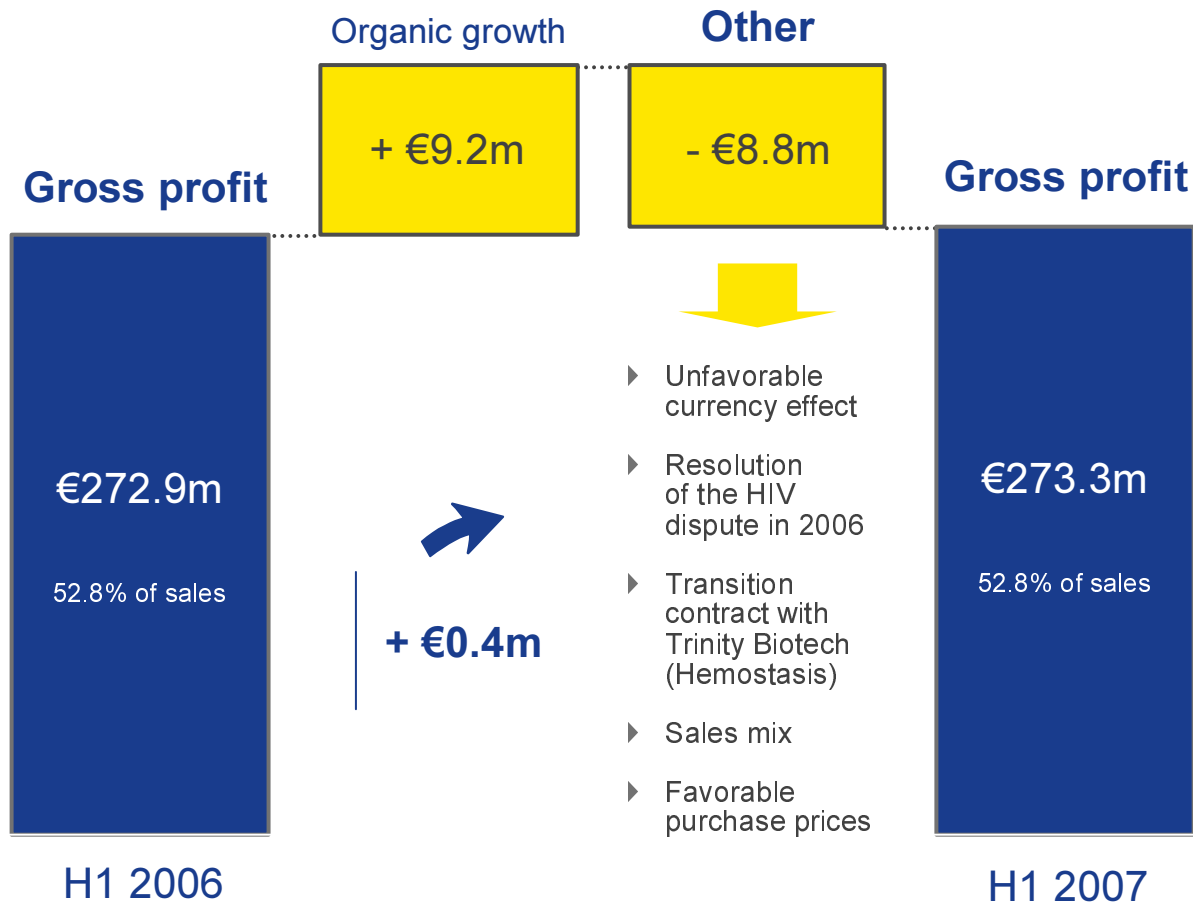 Organic growth
Other
+ €9.2m
- €8.8m
Gross profit
Gross profit
€272.9m
52.8% of sales
+ €0.4m
Unfavorable
currency effect
Resolution
of the HIV
dispute in 2006
Transition
contract with
Trinity Biotech
(Hemostasis)
Sales mix
Favorable
purchase prices
€273.3m
52.8% of sales
H1 2006
H1 2007